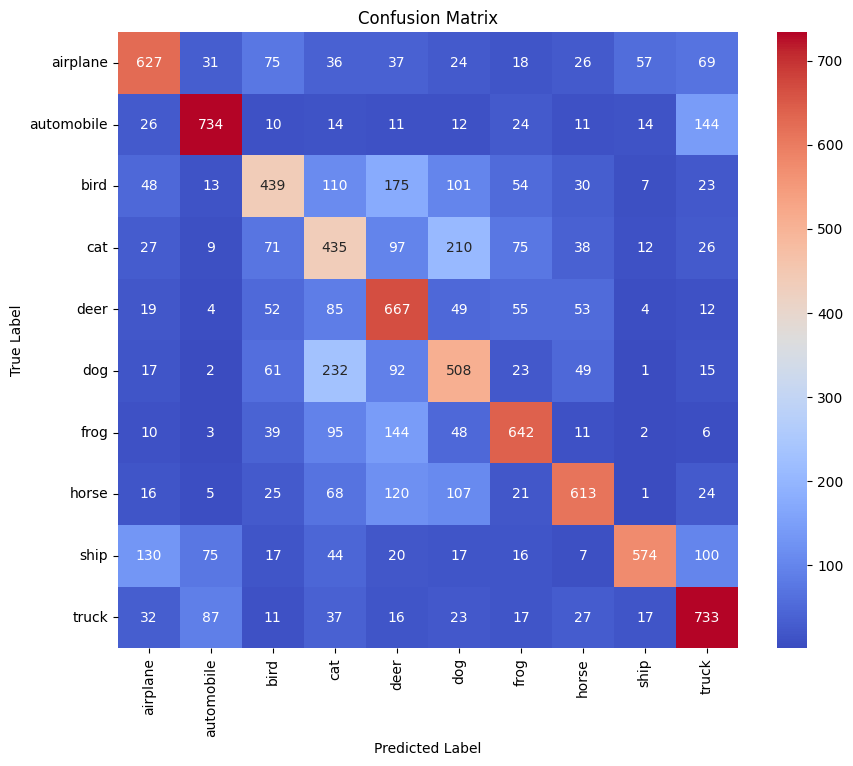 Confusion Matrix
True Label
airplane 627 31 75 36 37 24 18 26 57 69
automobile 26 734 10 14 11 12 24 11 14 144
bird 48 13 439 110 175 101 54 30 7 23
cat 27 9 71 435 97 210 75 38 12 26
deer 19 4 52 85 667 49 55 53 4 12
dog 17 2 61 232 92 508 23 49 1 15
frog 10 3 39 95 144 48 642 11 2 6
horse 16 5 25 68 120 107 21 613 1 24
ship 130 75 17 44 20 17 16 7 574 100
truck 32 87 11 37 16 23 17 27 17 733
airplane automobile bird cat deer dog frog horse ship truck
Predicted Label
700
600
500
400
300
200
100